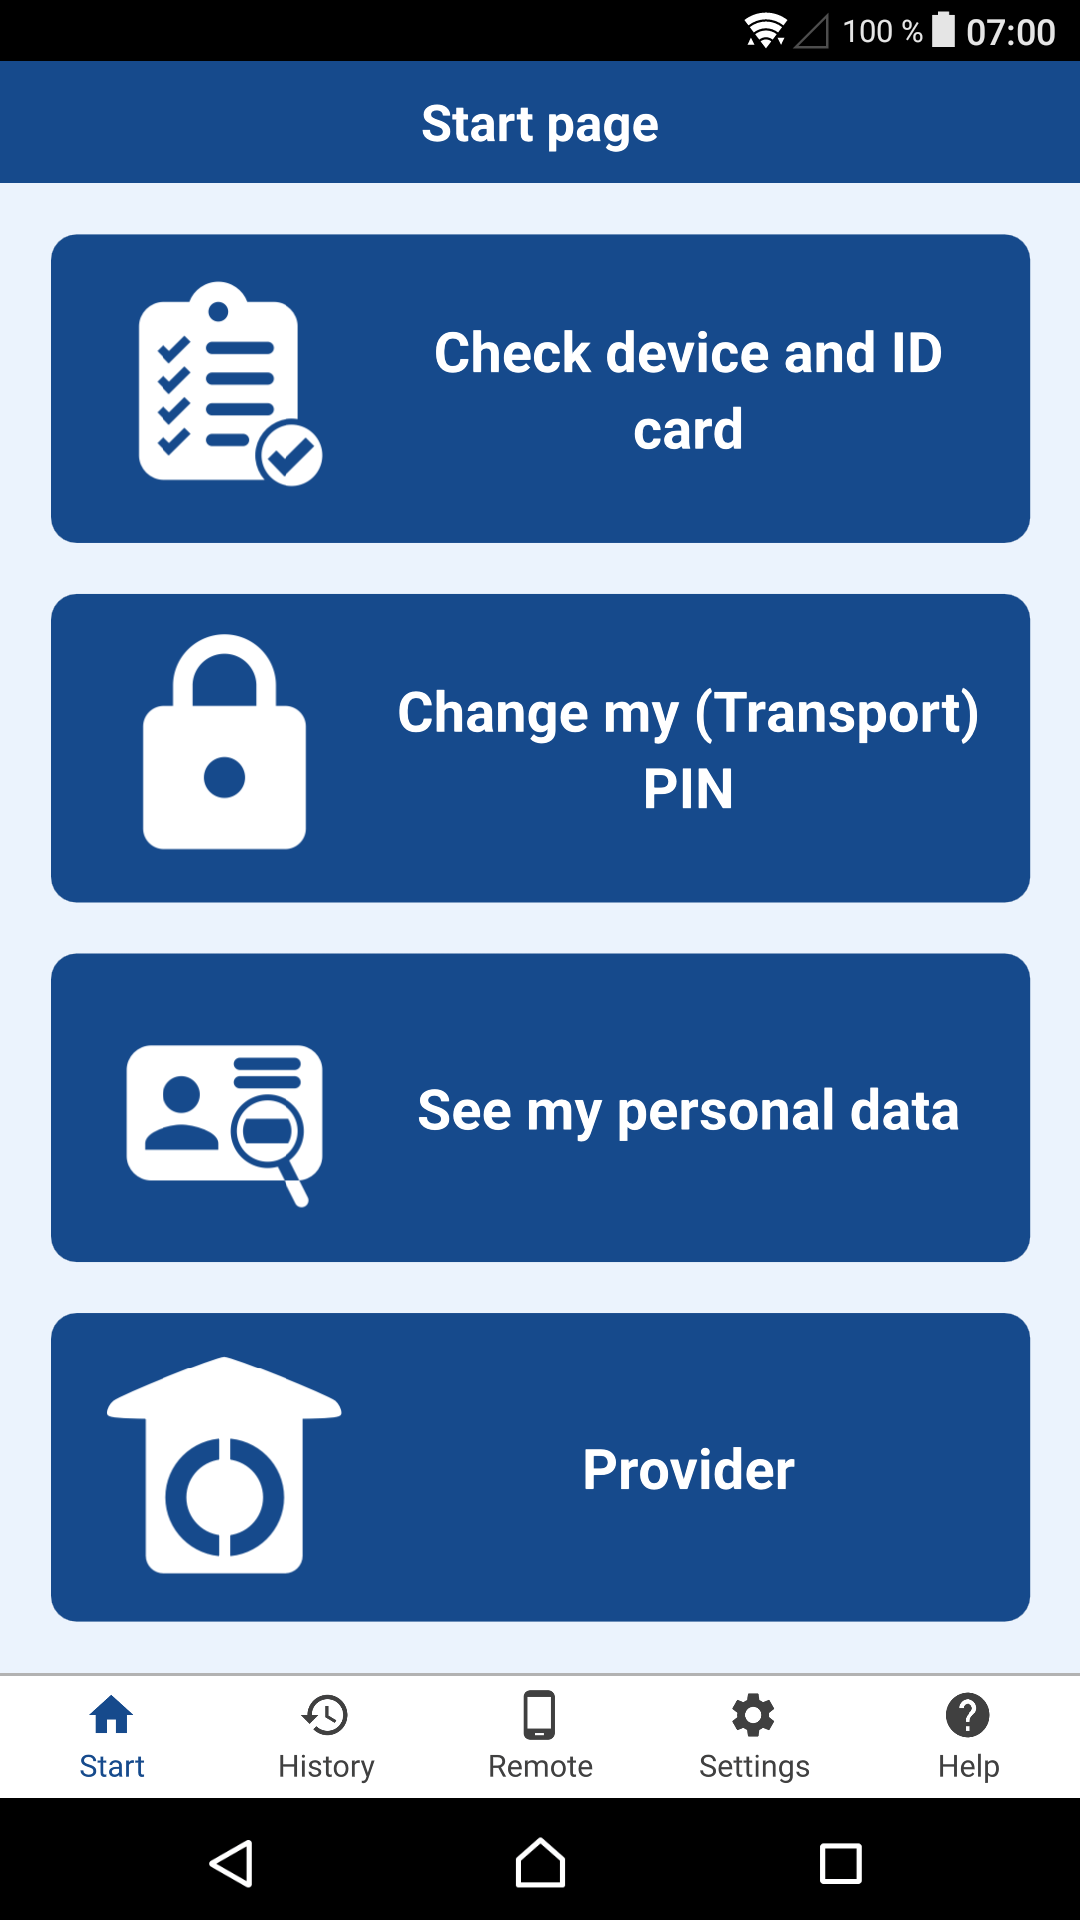 100 % 07:00
Start page
Check device and ID
card
Change my (Transport)
PIN
See my personal data
Provider
Start History Remote Settings Help